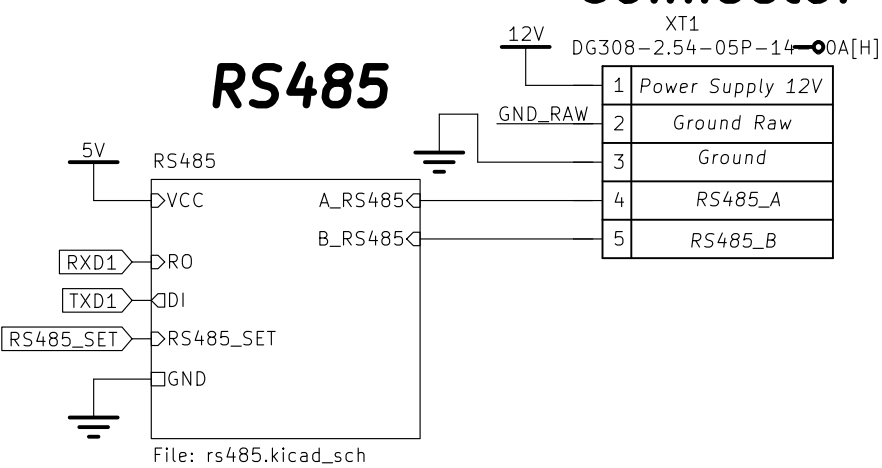 XT1
12V
DG308-2.54-05P-14-00A[H]
RS485
1 Power Supply 12V
GND_RAW
2 Ground Raw
3 Ground
5V
RS485
VCC
A_RS485
4 RS485_A
B_RS485
5 RS485_B
RXD1
RO
TXD1
DI
RS485_SET
RS485_SET
GND
File: rs485.kicad_sch